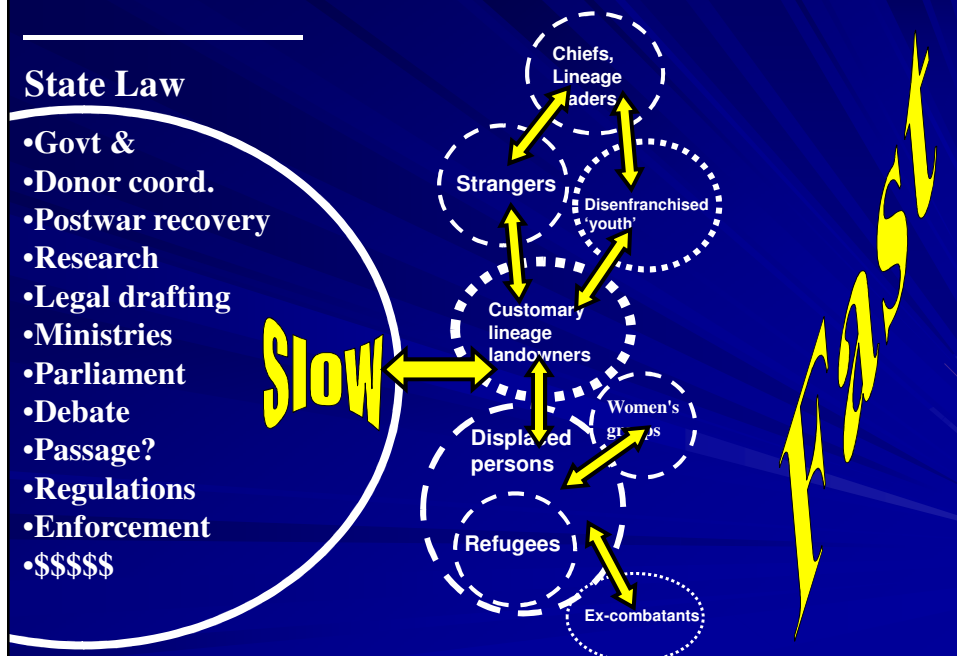 State Law
•Govt &
•Donor coord.
•Postwar recovery
•Research
•Legal drafting
•Ministries
•Parliament
•Debate
•Passage?
•Regulations
•Enforcement
•$$$$$
Slow
Chiefs,
Lineage
Strangers
Disenfranchised
‘youth’
Customary
lineage
landowners
Displaced
persons
Women's
groups
Refugees
Ex-combatants
Fast